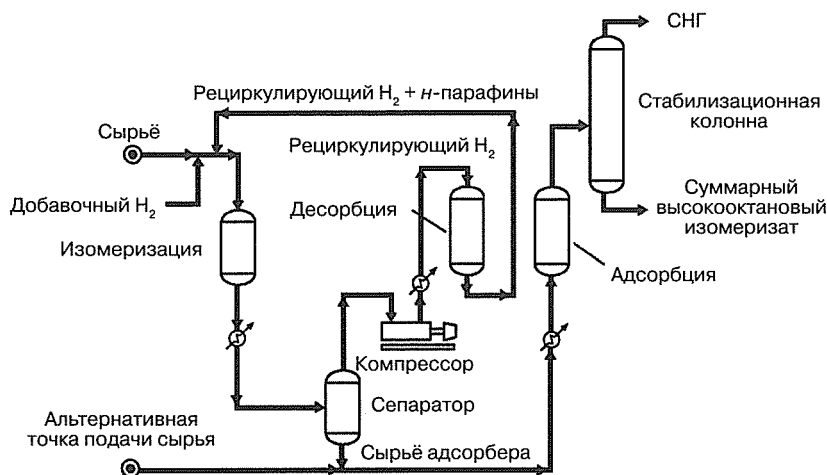 СНГ
Рециркулирующий H₂ + н-парафины
Стабилизационная
колонна
Сырьё
Рециркулирующий H₂
Добавочный H₂
Десорбция
Суммарный
высокооктановый
изомеризат
Изомеризация
Адсорбция
Компрессор
Сепаратор
Альтернативная
точка подачи сырья
Сырьё адсорбера